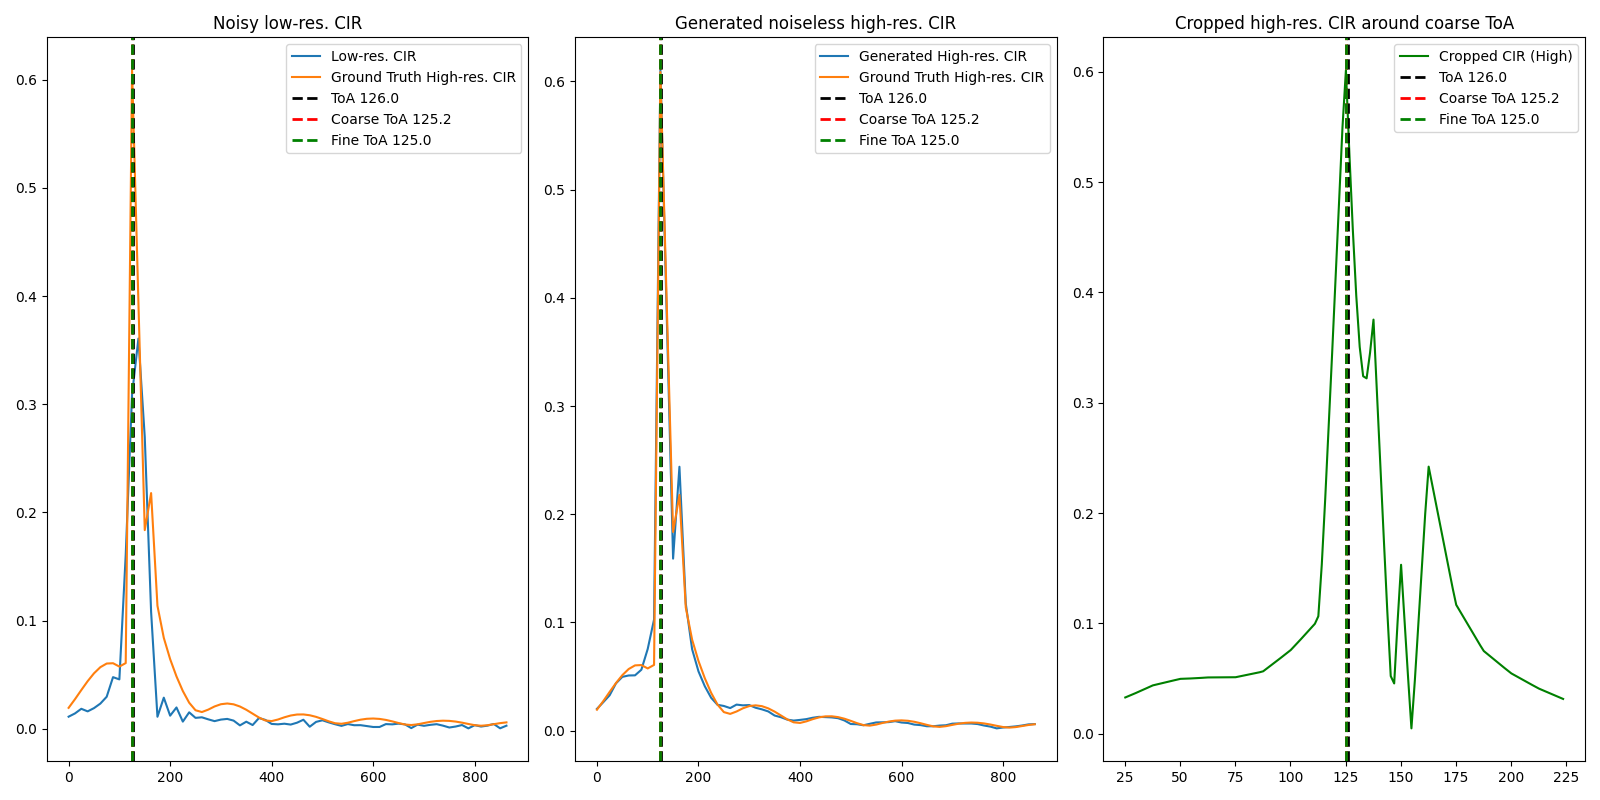 Noisy low-res. CIR
Low-res. CIR
Ground Truth High-res. CIR
ToA 126.0
Coarse ToA 125.2
Fine ToA 125.0
0.6
0.5
0.4
0.3
0.2
0.1
0.0
0 200 400 600 800
Generated noiseless high-res. CIR
Generated High-res. CIR
Ground Truth High-res. CIR
ToA 126.0
Coarse ToA 125.2
Fine ToA 125.0
0.6
0.5
0.4
0.3
0.2
0.1
0.0
0 200 400 600 800
Cropped high-res. CIR around coarse ToA
Cropped CIR (High)
ToA 126.0
Coarse ToA 125.2
Fine ToA 125.0
0.6
0.5
0.4
0.3
0.2
0.1
0.0
25 50 75 100 125 150 175 200 225